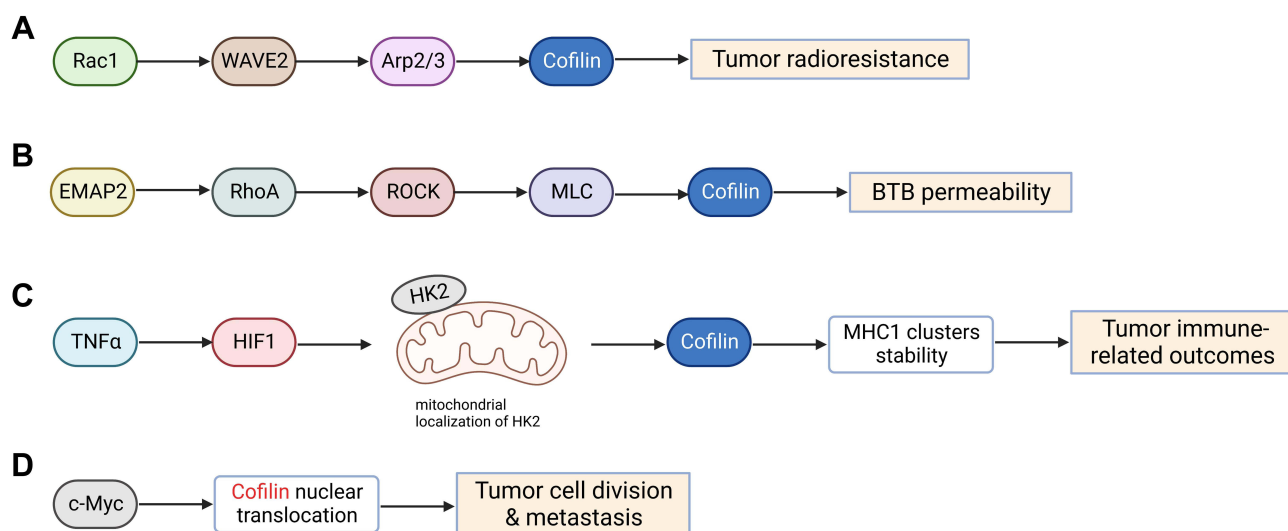 A
Rac1
WAVE2
Arp2/3
Cofilin
Tumor radioresistance
B
EMAP2
RhoA
ROCK
MLC
Cofilin
BTB permeability
C
TNFα
HIF1
HK2
mitochondrial
localization of HK2
Cofilin
MHC1 clusters
stability
Tumor immune-
related outcomes
D
c-Myc
Cofilin nuclear
translocation
Tumor cell division
& metastasis